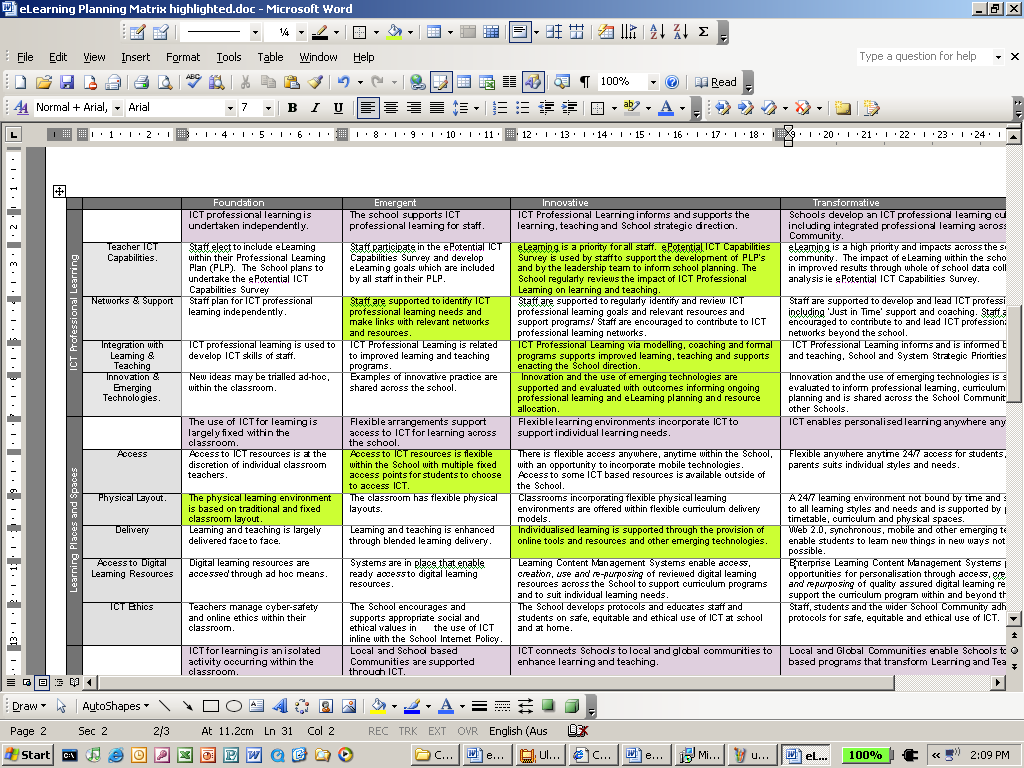 eLearning Planning Matrix highlighted.doc - Microsoft Word
¼
File Edit View Insert Format Tools Table Window Help
Type a question for help
100% Read
Normal + Arial, Arial 7 B I U
1 2 4 5 6 8 9 10 11 12 13 14 15 16 17 18 20 21 22 23 24
Foundation Emergent Innovative Transformative
ICT Professional Learning
ICT professional learning is
undertaken independently.
The school supports ICT
professional learning for staff.
ICT Professional Learning informs and supports the
learning, teaching and School strategic direction.
Schools develop an ICT professional learning cul
including integrated professional learning across
Community.
Teacher ICT
Capabilities.
Staff elect to include eLearning
within their Professional Learning
Plan (PLP). The School plans to
undertake the ePotential ICT
Capabilities Survey
Staff participate in the ePotential ICT
Capabilities Survey and develop
eLearning goals which are included
by all staff in their PLP.
eLearning is a priority for all staff. ePotential ICT Capabilities
Survey is used by staff to support the development of PLP's
and by the leadership team to inform school planning. The
School regularly reviews the impact of ICT Professional
Learning on learning and teaching.
eLearning is a high priority and impacts across the s
community. The impact of eLearning within the schoo
in improved results through whole of school data coll
analysis ie ePotential ICT Capabilities Survey.
Networks & Support
Staff plan for ICT professional
learning independently.
Staff are supported to identify ICT
professional learning needs and
make links with relevant networks
and resources.
Staff are supported to regularly identify and review ICT
professional learning goals and relevant resources and
support programs/ Staff are encouraged to contribute to ICT
professional learning networks.
Staff are supported to develop and lead ICT professi
including 'Just in Time' support and coaching. Staff a
encouraged to contribute to and lead ICT profession
networks beyond the school.
Integration with
Learning &
Teaching
ICT professional learning is used to
develop ICT skills of staff.
ICT Professional Learning is related
to improved learning and teaching
programs.
ICT Professional Learning via modelling, coaching and formal
programs supports improved learning, teaching and supports
enacting the School direction.
ICT Professional Learning informs and is informed b
and teaching, School and System Strategic Priorities
Innovation &
Emerging
Technologies.
New ideas may be trialled ad-hoc,
within the classroom.
Examples of innovative practice are
shared across the school.
Innovation and the use of emerging technologies are
supported and evaluated with outcomes informing ongoing
professional learning and eLearning planning and resource
allocation.
Innovation and the use of emerging technologies is s
evaluated to inform professional learning, curriculum
planning and is shared across the School Communit
other Schools.
Learning Places and Spaces
The use of ICT for learning is
largely fixed within the
classroom.
Flexible arrangements support
access to ICT for learning across
the school.
Flexible learning environments incorporate ICT to
support individual learning needs.
ICT enables personalised learning anywhere any
Access
Access to ICT resources is at the
discretion of individual classroom
teachers.
Access to ICT resources is flexible
within the School with multiple fixed
access points for students to choose
to access ICT.
There is flexible access anywhere, anytime within the School,
with an opportunity to incorporate mobile technologies.
Access to some ICT based resources is available outside of
the School.
Flexible anywhere anytime 24/7 access for students,
parents suit individual styles and needs.
Physical Layout.
The physical learning environment
is based on traditional and fixed
classroom layout.
The classroom has flexible physical
layouts.
Classrooms incorporating flexible physical learning
environments are offered within flexible curriculum delivery
models.
A 24/7 learning environment not bound by time and s
to all learning styles and needs and is supported by p
timetable, curriculum and physical spaces.
Delivery
Learning and teaching is largely
delivered face to face.
Learning and teaching is enhanced
through blended learning delivery.
Individualised learning is supported through the provision of
online tools and resources and other emerging technologies.
Web 2.0, synchronous, mobile and other emerging te
enable students to learn new things in new ways not
possible.
Access to Digital
Learning Resources
Digital learning resources are
accessed through ad hoc means.
Systems are in place that enable
ready access to digital learning
resources.
Learning Content Management Systems enable access,
creation, use and re-purposing of reviewed digital learning
resources across the School to support curriculum programs
and to suit individual learning needs.
Enterprise Learning Content Management Systems p
opportunities for personalisation through access, cre
and repurposing of quality assured digital learning re
support the curriculum program within and beyond th
ICT Ethics
Teachers manage cyber-safety
and online ethics within their
classroom.
The School encourages and
supports appropriate social and
ethical values in the use of ICT
inline with the School Internet Policy.
The School develops protocols and educates staff and
students on safe, equitable and ethical use of ICT at school
and at home.
Staff, students and the wider School Community adh
protocols for safe, equitable and ethical use of ICT.
ICT for learning is an isolated
activity occurring within the
classroom.
Local and School based
Communities are supported
through ICT.
ICT connects Schools to local and global communities to
enhance learning and teaching.
Local and Global Communities enable Schools to
based programs that transform Learning and Tea
Draw AutoShapes
Page 2 Sec 2 2/3 At 11.2cm Ln 31 Col 2 REC TRK EXT OVR English (Aus
Start C... e... Ul... C... e... Mi... u... eL... 100% 2:09 PM